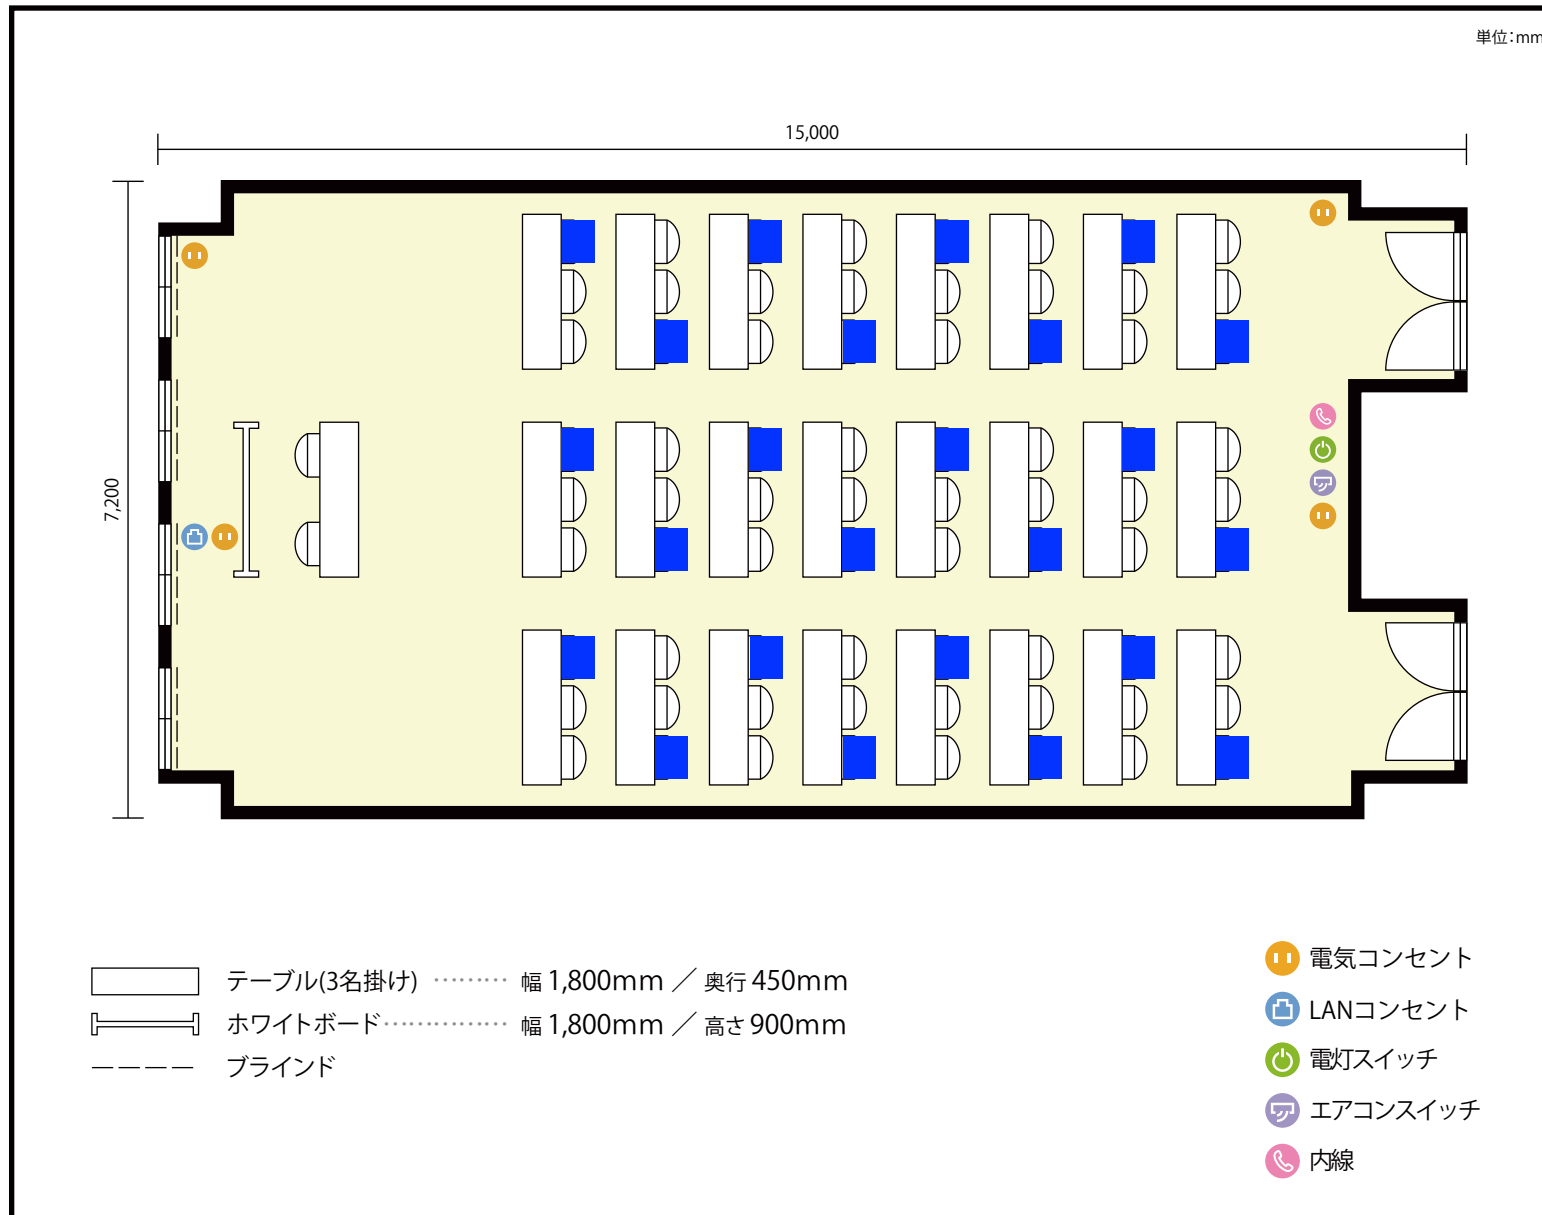 単位：mm
15,000
7,200
テーブル(3名掛け) ……… 幅 1,800mm ／ 奥行 450mm
ホワイトボード…………… 幅 1,800mm ／ 高さ 900mm
ブラインド
電気コンセント
LANコンセント
電灯スイッチ
エアコンスイッチ
内線